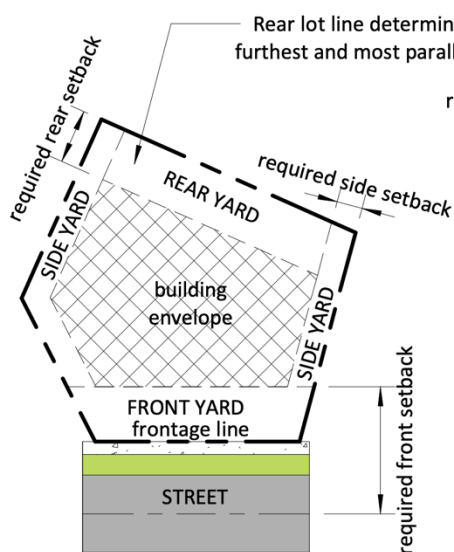 Rear lot line determin
furthest and most parall
r
required rear setback
required side setback
REAR YARD
SIDE YARD
building
envelope
SIDE YARD
FRONT YARD
frontage line
required front setback
STREET